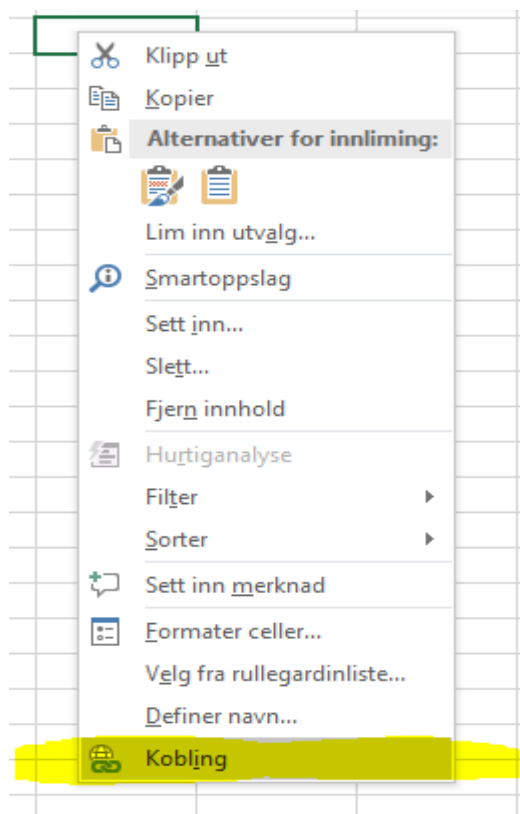 Klipp ut
Kopier
Alternativer for innliming:
Lim inn utvalg...
Smartoppslag
Sett inn...
Slett...
Fjern innhold
Hurtiganalyse
Filter
Sorter
Sett inn merknad
Formater celler...
Velg fra rullegardinliste...
Definer navn...
Kobling